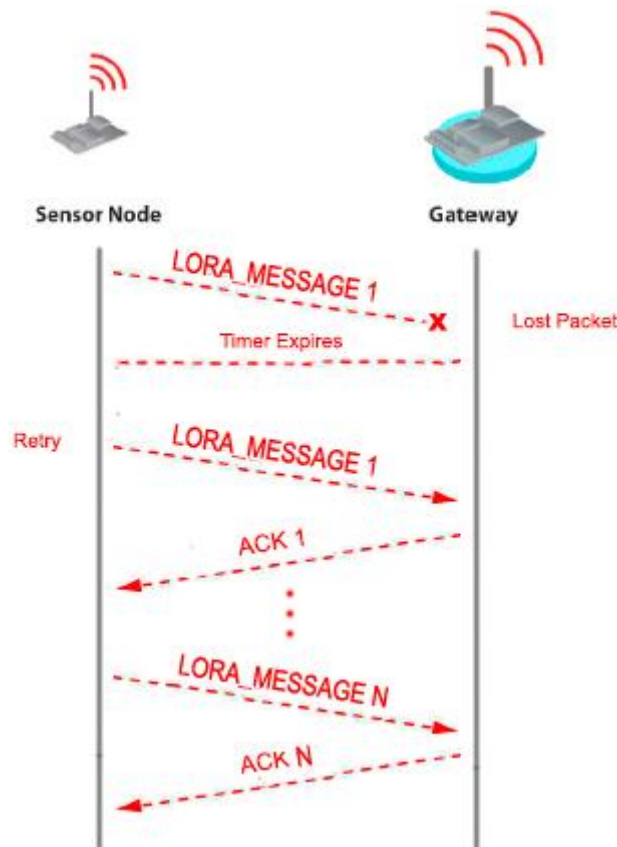 Sensor Node
Gateway
LORA_MESSAGE 1
X
Lost Packet
Timer Expires
Retry
LORA_MESSAGE 1
ACK 1
LORA_MESSAGE N
ACK N